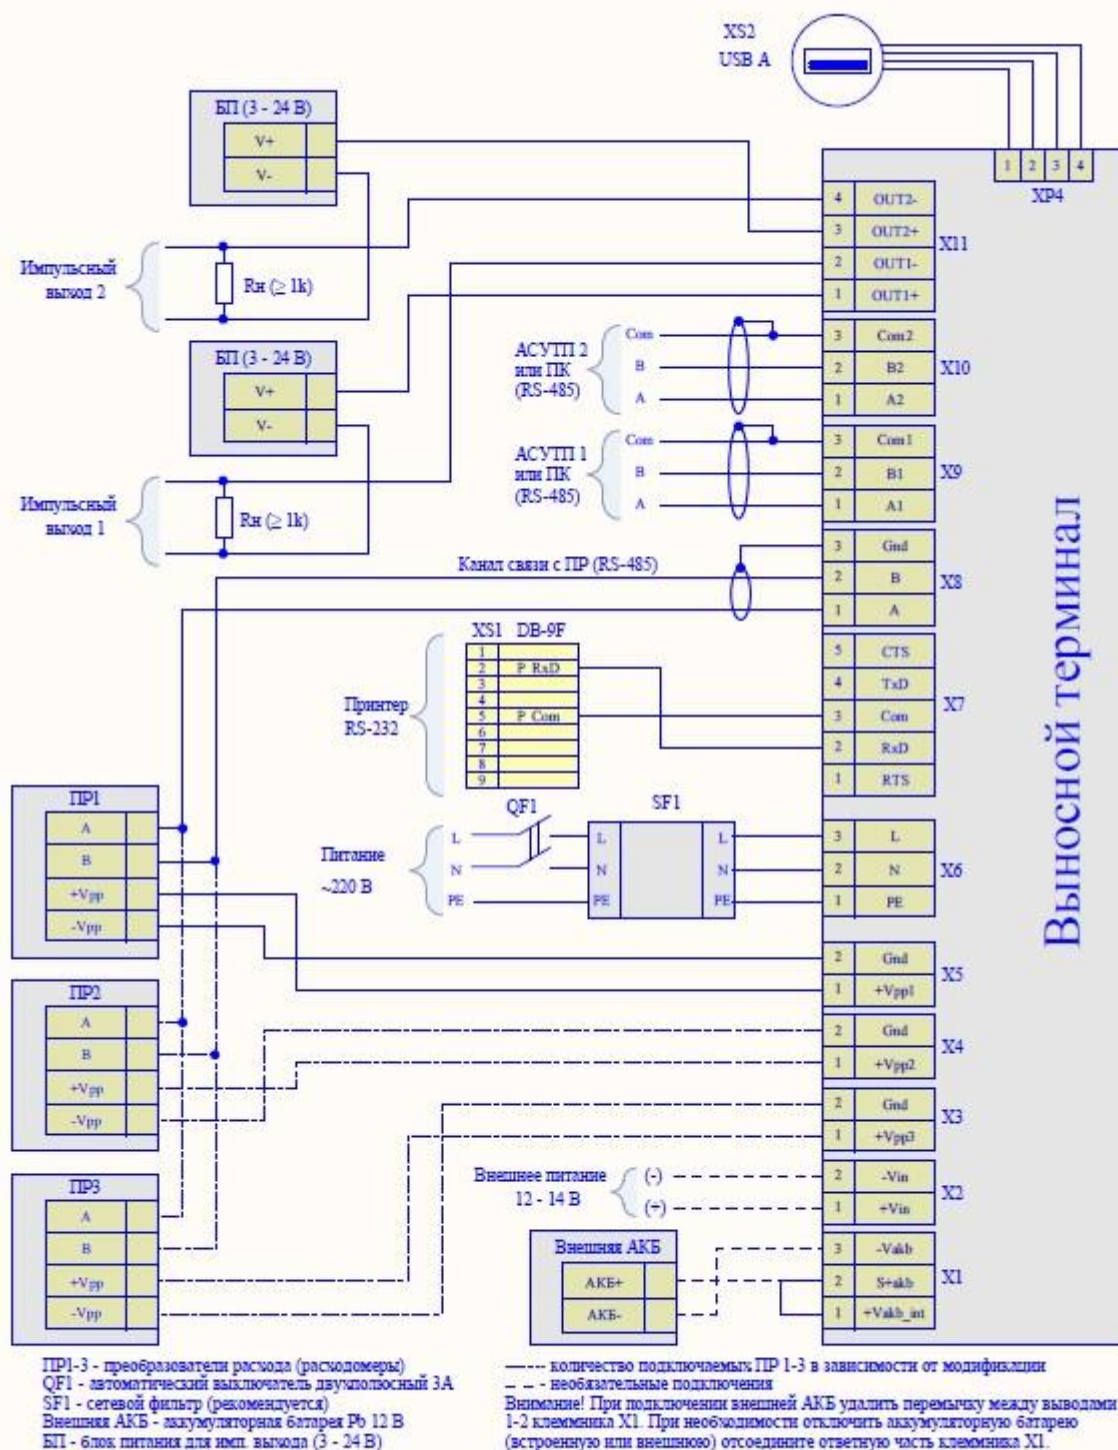 XS2
USB A
БП (3 - 24 В)
V+
V-
1 2 3 4
XP4
4 OUT2-
3 OUT2+
2 OUT1-
1 OUT1+
X11
Импульсный
выход 2
Rн (≥ 1k)
БП (3 - 24 В)
V+
V-
АСУТП 2
или ПК
(RS-485)
Com
B
A
3 Com2
2 B2
1 A2
X10
АСУТП 1
или ПК
(RS-485)
Com
B
A
3 Com1
2 B1
1 A1
X9
Импульсный
выход 1
Rн (≥ 1k)
Канал связи с ПР (RS-485)
3 Gnd
2 B
1 A
X8
Выносной терминал
XS1 DB-9F
1
2 P_RxD
3
4
5 P_Com
6
7
8
9
Принтер
RS-232
5 CTS
4 TxD
3 Com
2 RxD
1 RTS
X7
QF1
SF1
Питание
~220 В
L
N
PE
L
N
PE
L
N
PE
3 L
2 N
1 PE
X6
ПР1
A
B
+Vpp
-Vpp
2 Gnd
1 +Vpp1
X5
ПР2
A
B
+Vpp
-Vpp
2 Gnd
1 +Vpp2
X4
2 Gnd
1 +Vpp3
X3
ПР3
A
B
+Vpp
-Vpp
Внешнее питание
12 - 14 В
(-)
(+)
2 -Vin
1 +Vin
X2
Внешняя АКБ
АКБ+
АКБ-
3 -Vakb
2 S+akb
1 +Vakb_int
X1
ПР1-3 - преобразователи расхода (расходомеры)
QF1 - автоматический выключатель двухполюсный 3А
SF1 - сетевой фильтр (рекомендуется)
Внешняя АКБ - аккумуляторная батарея Pb 12 В
БП - блок питания для имп. выхода (3 - 24 В)
—--- - количество подключаемых ПР 1-3 в зависимости от модификации
– – - необязательные подключения
Внимание! При подключении внешней АКБ удалить перемычку между выводами
1-2 клеммника X1. При необходимости отключить аккумуляторную батарею
(встроенную или внешнюю) отсоедините ответную часть клеммника X1.